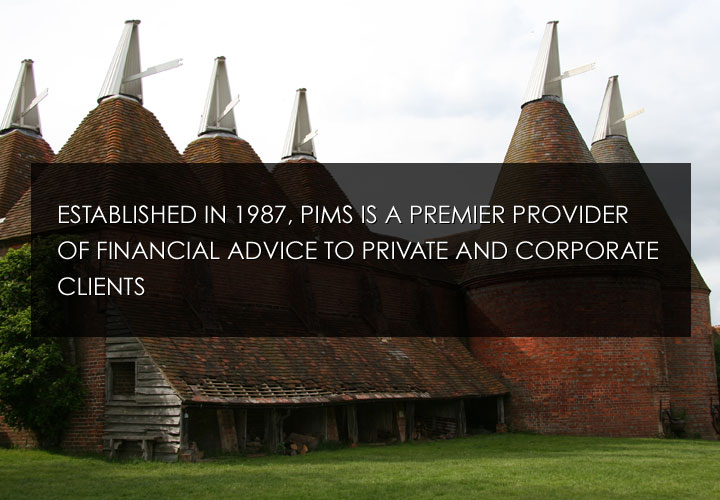 ESTABLISHED IN 1987, PIMS IS A PREMIER PROVIDER
OF FINANCIAL ADVICE TO PRIVATE AND CORPORATE
CLIENTS